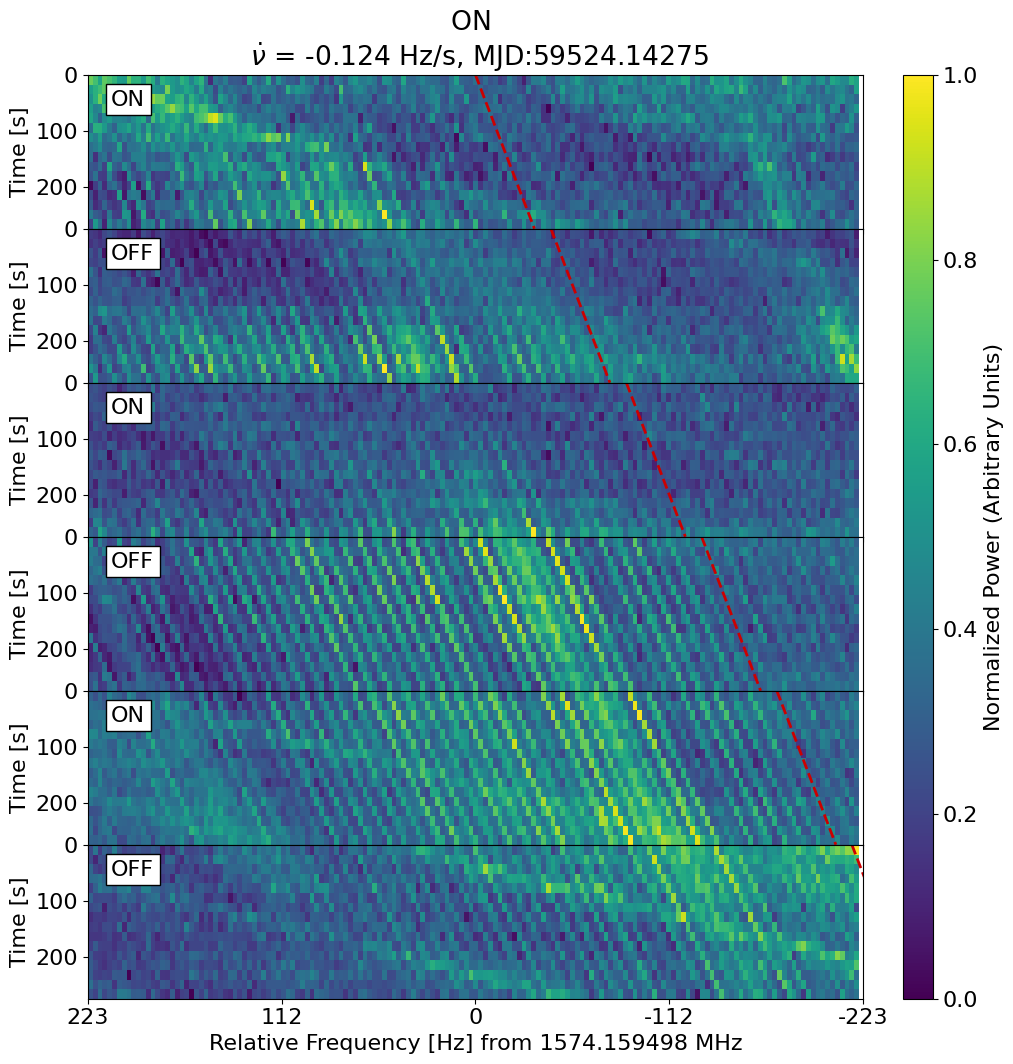 ON
ν̇ = -0.124 Hz/s, MJD:59524.14275
0
ON
100
Time [s]
200
0
OFF
100
Time [s]
200
0
ON
100
Time [s]
200
0
OFF
100
Time [s]
200
0
ON
100
Time [s]
200
0
OFF
100
Time [s]
200
223 112 0 -112 -223
Relative Frequency [Hz] from 1574.159498 MHz
1.0
0.8
0.6
0.4
0.2
0.0
Normalized Power (Arbitrary Units)